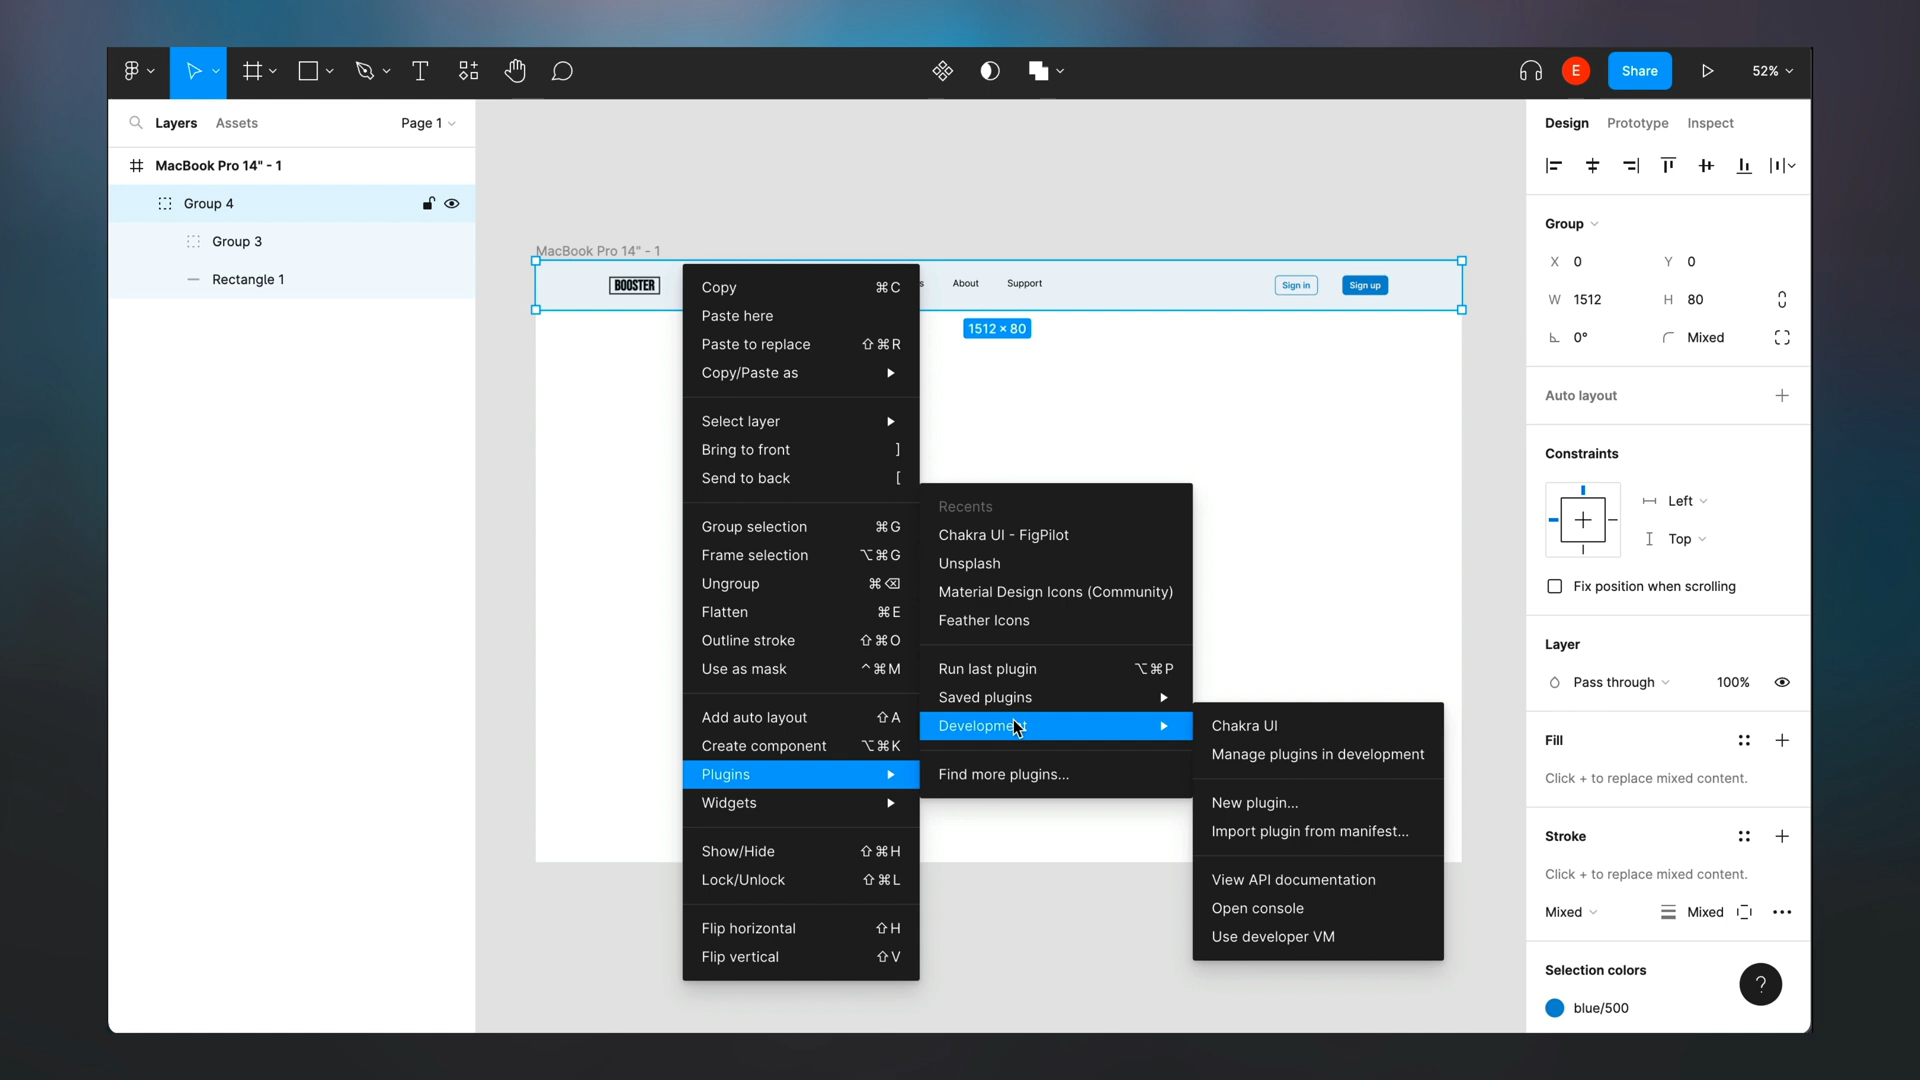 E
Share
52%
Layers
Assets
Page 1
MacBook Pro 14" - 1
Group 4
Group 3
Rectangle 1
MacBook Pro 14" - 1
BOOSTER
s
About
Support
Sign in
Sign up
1512 × 80
Copy ⌘C
Paste here
Paste to replace ⇧⌘R
Copy/Paste as
Select layer
Bring to front ]
Send to back [
Group selection ⌘G
Frame selection ⌥⌘G
Ungroup ⌘⌫
Flatten ⌘E
Outline stroke ⇧⌘O
Use as mask ^⌘M
Add auto layout ⇧A
Create component ⌥⌘K
Plugins
Widgets
Show/Hide ⇧⌘H
Lock/Unlock ⇧⌘L
Flip horizontal ⇧H
Flip vertical ⇧V
Recents
Chakra UI - FigPilot
Unsplash
Material Design Icons (Community)
Feather Icons
Run last plugin ⌥⌘P
Saved plugins
Development
Find more plugins...
Chakra UI
Manage plugins in development
New plugin...
Import plugin from manifest...
View API documentation
Open console
Use developer VM
Design
Prototype
Inspect
Group
X 0
Y 0
W 1512
H 80
0°
Mixed
Auto layout
Constraints
Left
Top
Fix position when scrolling
Layer
Pass through
100%
Fill
Click + to replace mixed content.
Stroke
Click + to replace mixed content.
Mixed
Mixed
Selection colors
?
blue/500